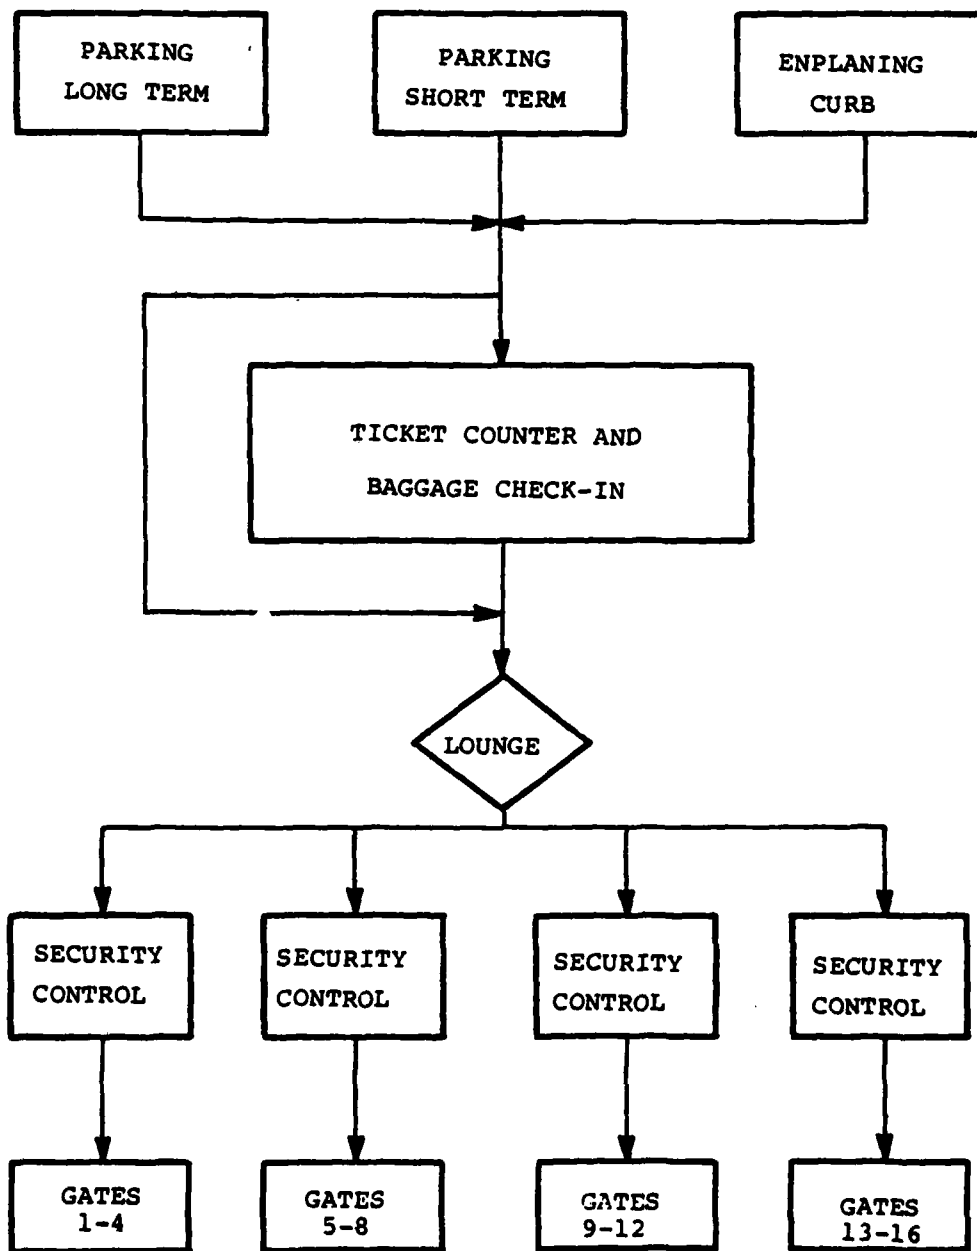 PARKING
LONG TERM
PARKING
SHORT TERM
ENPLANING
CURB
TICKET COUNTER AND
BAGGAGE CHECK-IN
LOUNGE
SECURITY
CONTROL
SECURITY
CONTROL
SECURITY
CONTROL
SECURITY
CONTROL
GATES
1-4
GATES
5-8
GATES
9-12
GATES
13-16